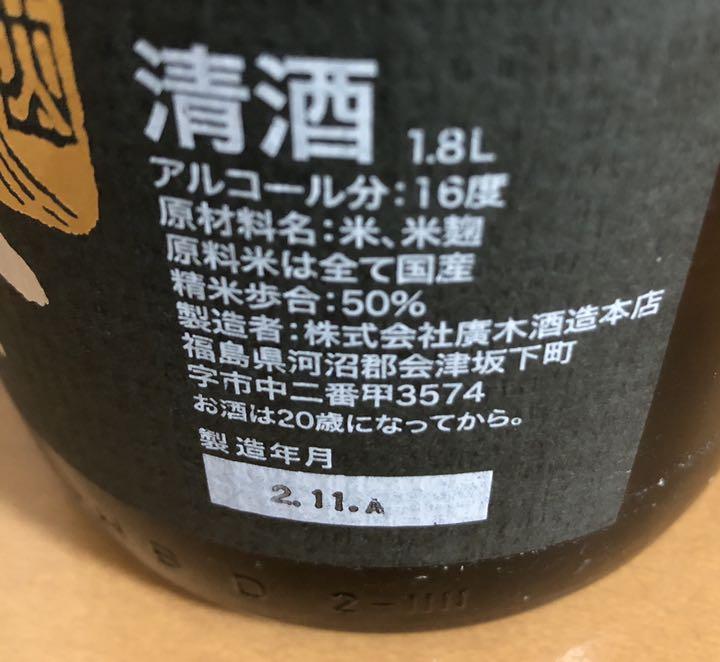 清酒 1.8L
アルコール分：16度
原材料名：米、米麹
原料米は全て国産
精米歩合：50％
製造者：株式会社廣木酒造本店
福島県河沼郡会津坂下町
字市中二番甲3574
お酒は20歳になってから。
製造年月
2.11.A